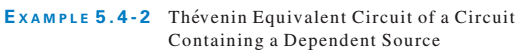 EXAMPLE 5.4-2 Thévenin Equivalent Circuit of a Circuit
Containing a Dependent Source